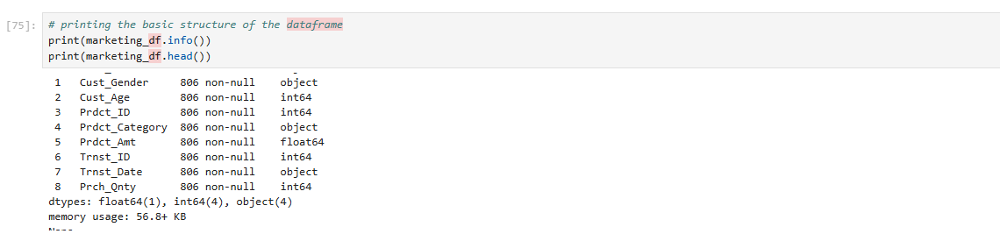 [75]: # printing the basic structure of the dataframe
print(marketing_df.info())
print(marketing_df.head())
1 Cust_Gender 806 non-null object
2 Cust_Age 806 non-null int64
3 Prdct_ID 806 non-null int64
4 Prdct_Category 806 non-null object
5 Prdct_Amt 806 non-null float64
6 Trnst_ID 806 non-null int64
7 Trnst_Date 806 non-null object
8 Prch_Qnty 806 non-null int64
dtypes: float64(1), int64(4), object(4)
memory usage: 56.8+ KB
None